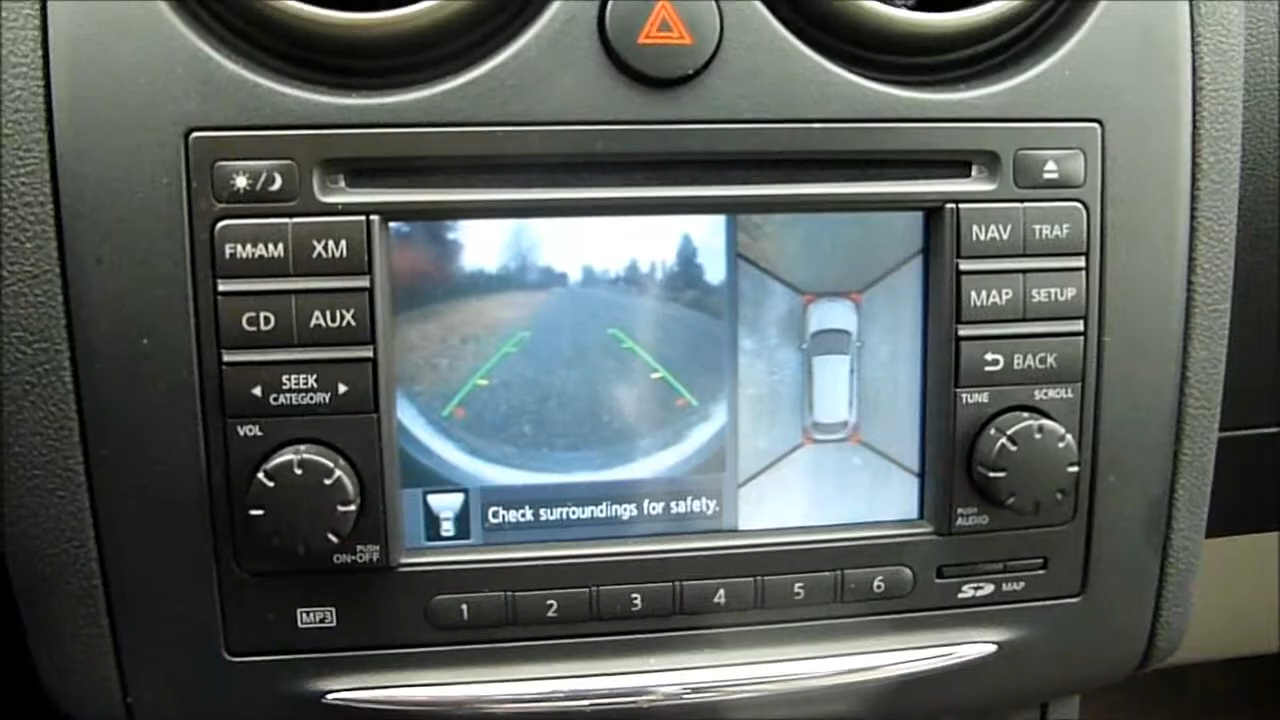 FM·AM XM
CD AUX
SEEK
CATEGORY
VOL
PUSH
ON·OFF
MP3
Check surroundings for safety.
1 2 3 4 5 6
NAV TRAF
MAP SETUP
BACK
TUNE SCROLL
PUSH
AUDIO
SD MAP